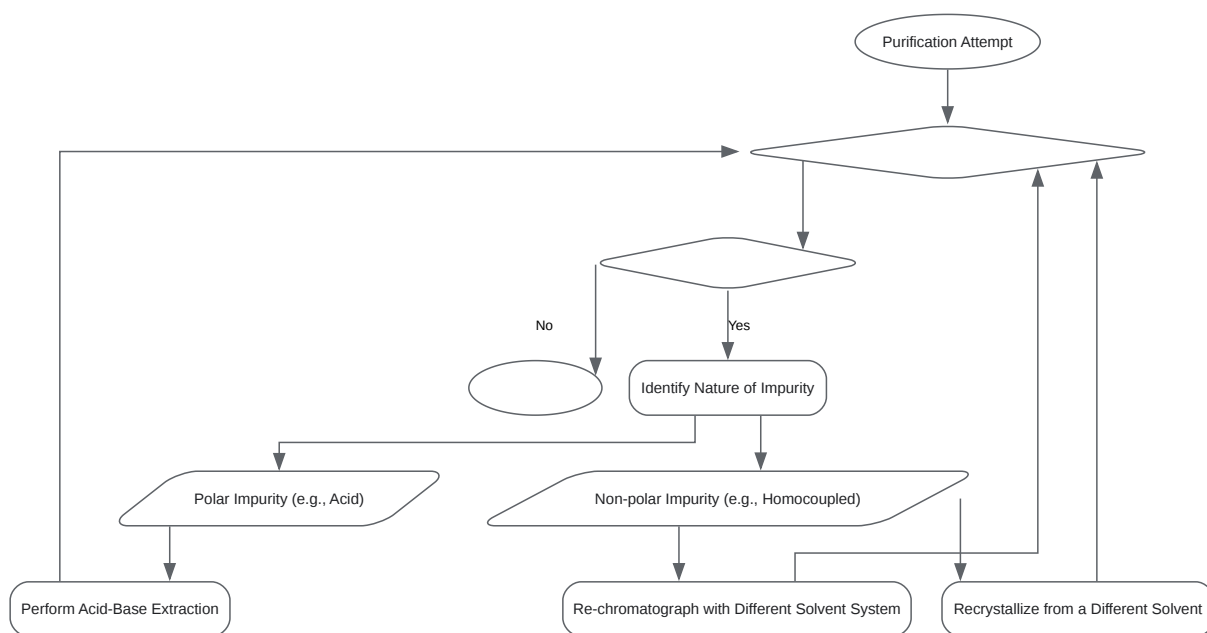 Purification Attempt
No
Yes
Identify Nature of Impurity
Polar Impurity (e.g., Acid)
Non-polar Impurity (e.g., Homocoupled)
Perform Acid-Base Extraction
Re-chromatograph with Different Solvent System
Recrystallize from a Different Solvent